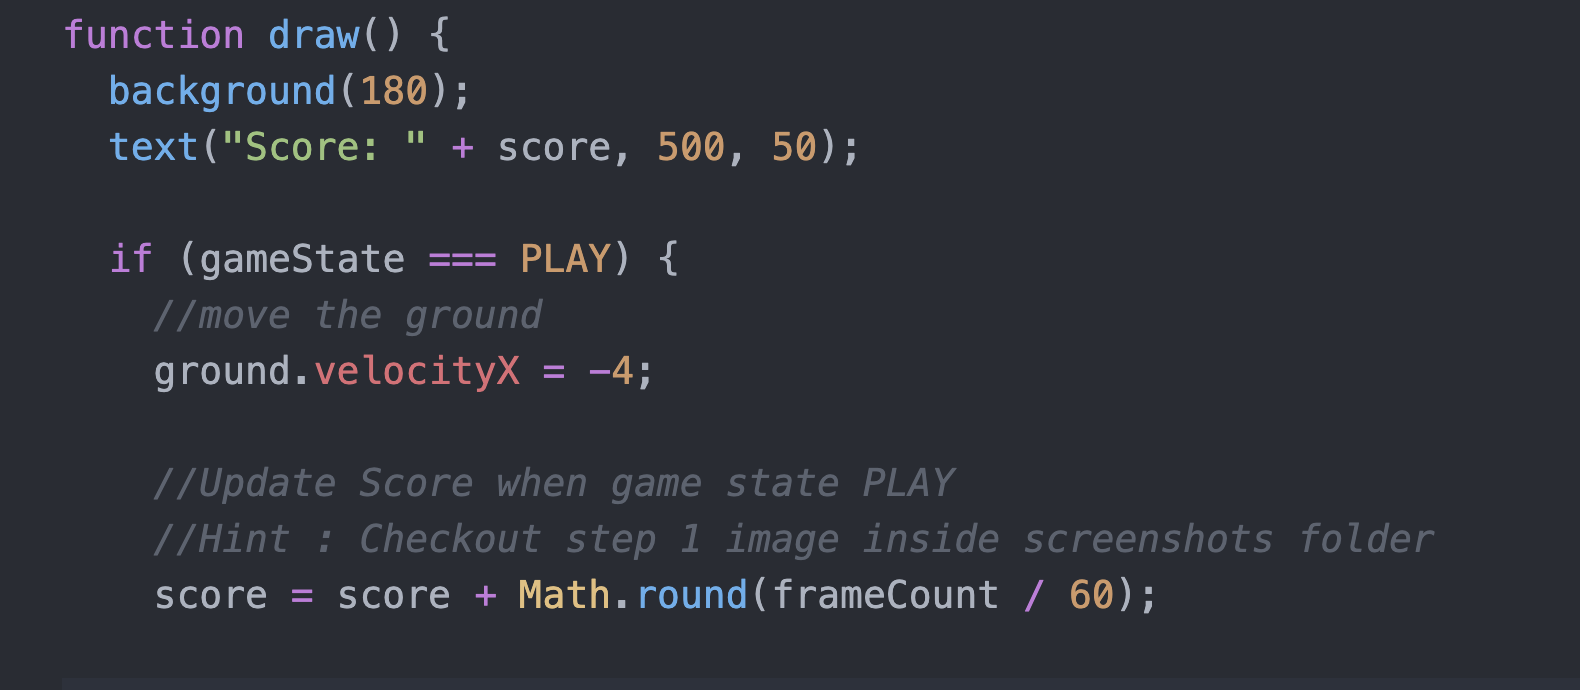 function draw() {
background(180);
text("Score: " + score, 500, 50);
if (gameState === PLAY) {
//move the ground
ground.velocityX = -4;
//Update Score when game state PLAY
//Hint : Checkout step 1 image inside screenshots folder
score = score + Math.round(frameCount / 60);